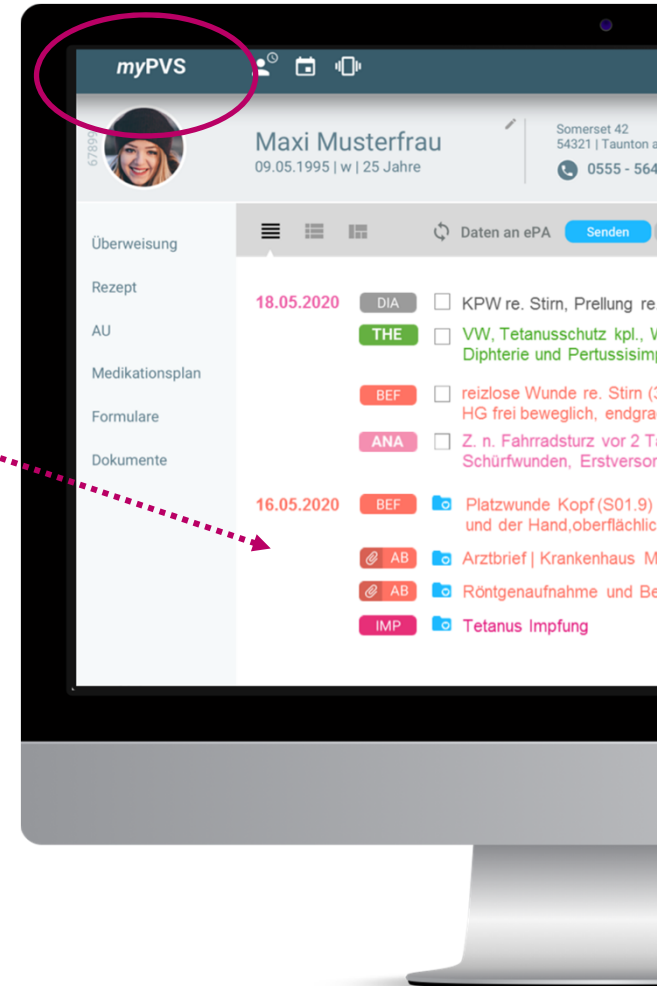 myPVS
67899
Maxi Musterfrau
09.05.1995 | w | 25 Jahre
Somerset 42
54321 | Taunton a
0555 - 564
Überweisung
Rezept
AU
Medikationsplan
Formulare
Dokumente
Daten an ePA Senden
18.05.2020 DIA KPW re. Stirn, Prellung re.
THE VW, Tetanusschutz kpl., W
Diphterie und Pertussisimp
BEF reizlose Wunde re. Stirn (3
HG frei beweglich, endgra
ANA Z. n. Fahrradsturz vor 2 Ta
Schürfwunden, Erstversor
16.05.2020 BEF Platzwunde Kopf (S01.9)
und der Hand,oberflächlic
AB Arztbrief | Krankenhaus M
AB Röntgenaufnahme und Be
IMP Tetanus Impfung